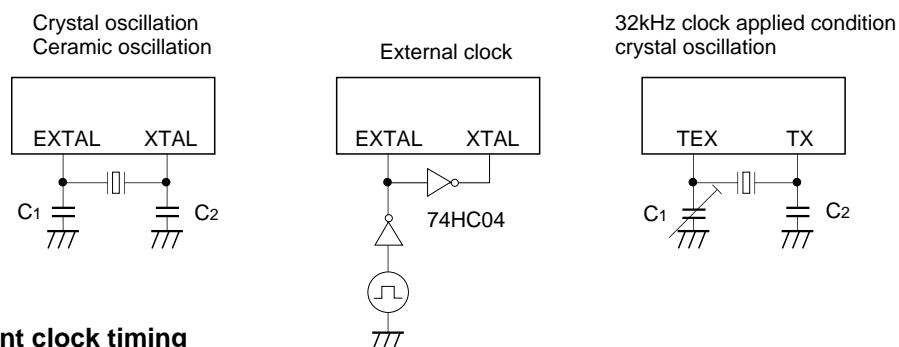 Crystal oscillation
Ceramic oscillation
EXTAL XTAL
C1
C2
External clock
EXTAL XTAL
74HC04
32kHz clock applied condition
crystal oscillation
TEX TX
C1
C2
clock timing